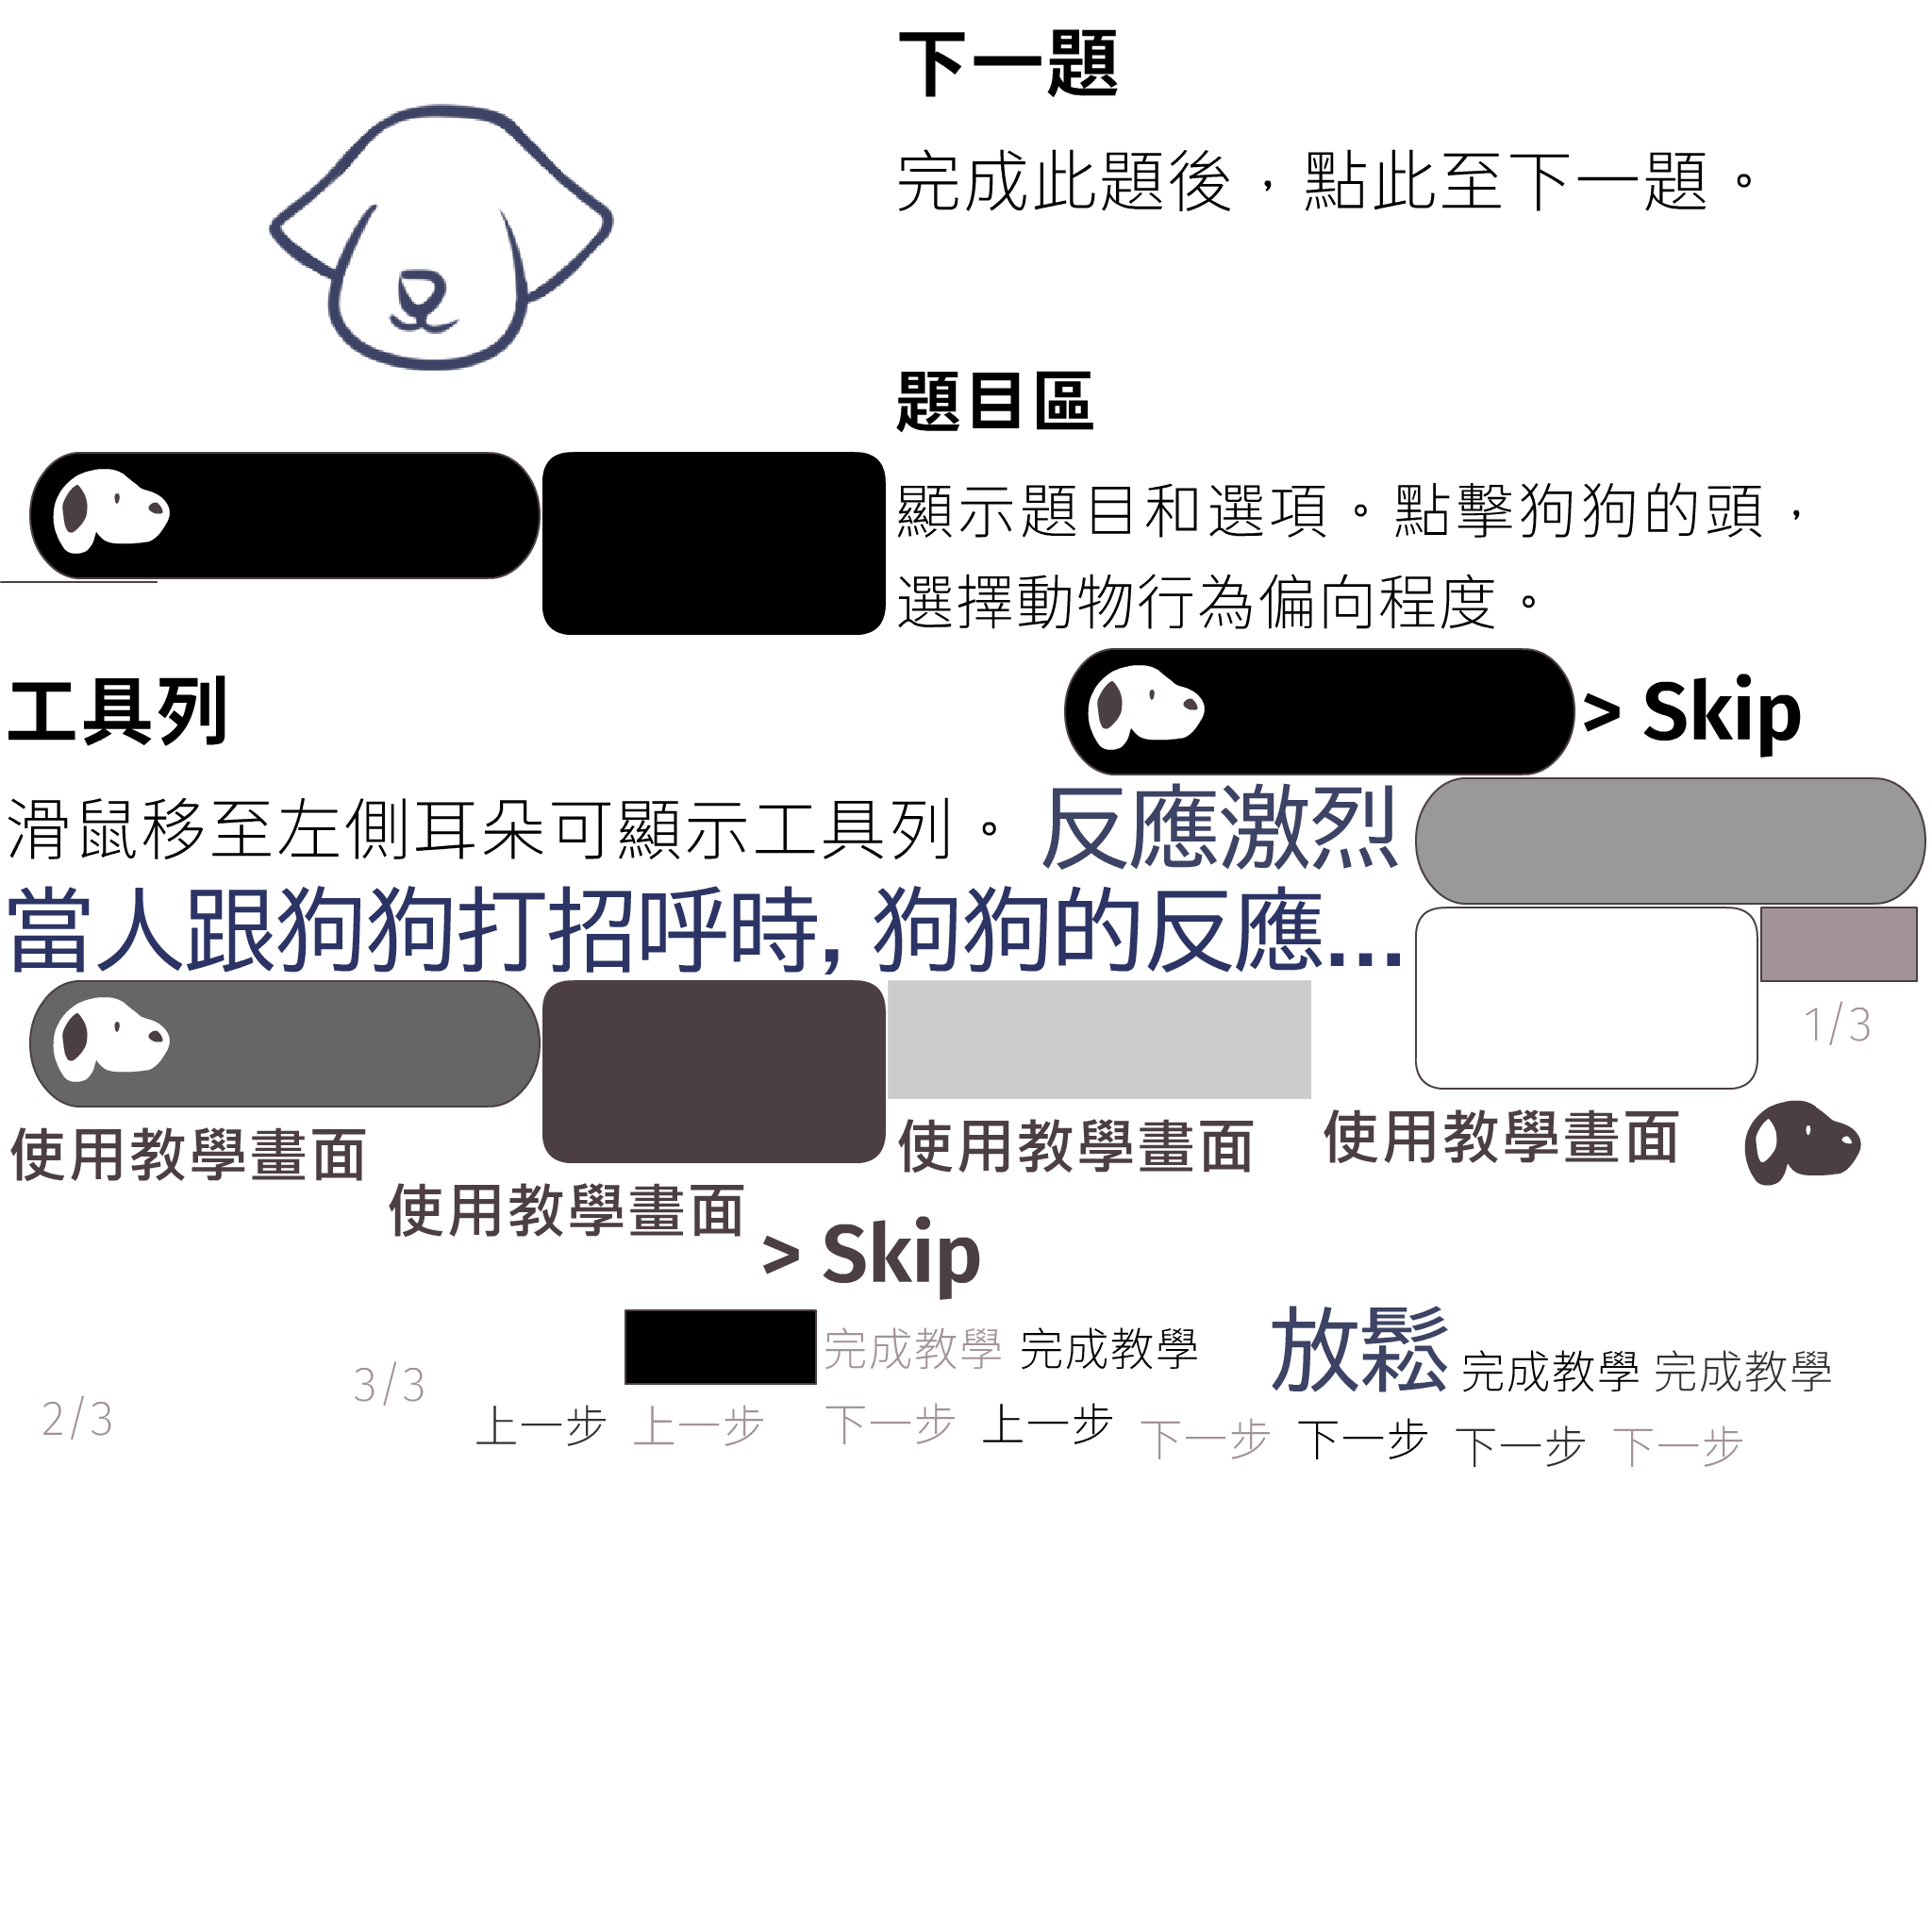 下一題
完成此題後，點此至下一題。
題目區
顯示題目和選項。點擊狗狗的頭，
選擇動物行為偏向程度。
工具列
> Skip
滑鼠移至左側耳朵可顯示工具列。
反應激烈
當人跟狗狗打招呼時, 狗狗的反應...
1/3
使用教學畫面
使用教學畫面
使用教學畫面
使用教學畫面
> Skip
完成教學
完成教學
放鬆
完成教學
完成教學
2/3
3/3
上一步
上一步
下一步
上一步
下一步
下一步
下一步
下一步